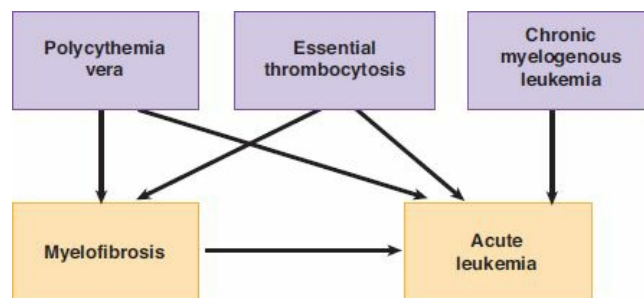 Polycythemia
vera
Essential
thrombocytosis
Chronic
myelogenous
leukemia
Myelofibrosis
Acute
leukemia